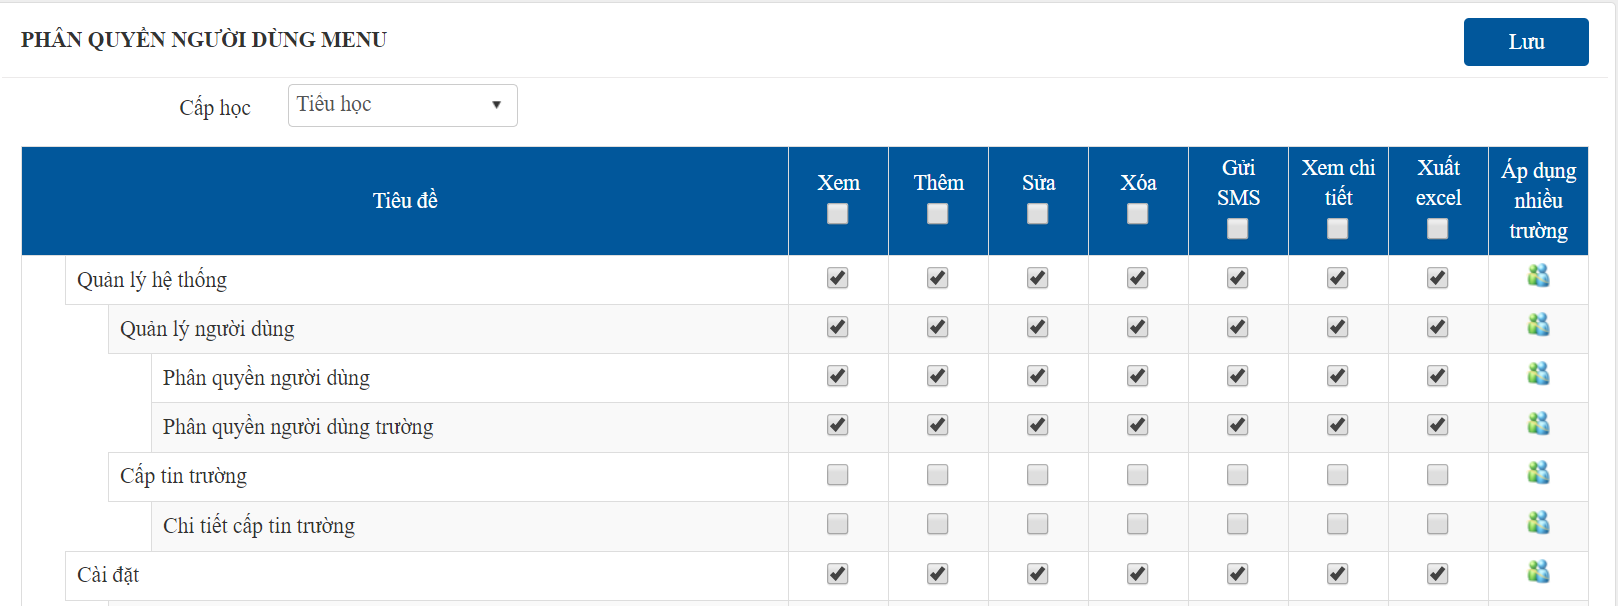 PHÂN QUYỀN NGƯỜI DÙNG MENU
Lưu
Cấp học
Tiêu học
Tiêu đề
Xem
Thêm
Sửa
Xóa
Gửi
SMS
Xem chi
tiết
Xuất
excel
Áp dụng
nhiều
trường
Quản lý hệ thống
Quản lý người dùng
Phân quyền người dùng
Phân quyền người dùng trường
Cấp tin trường
Chi tiết cấp tin trường
Cài đặt